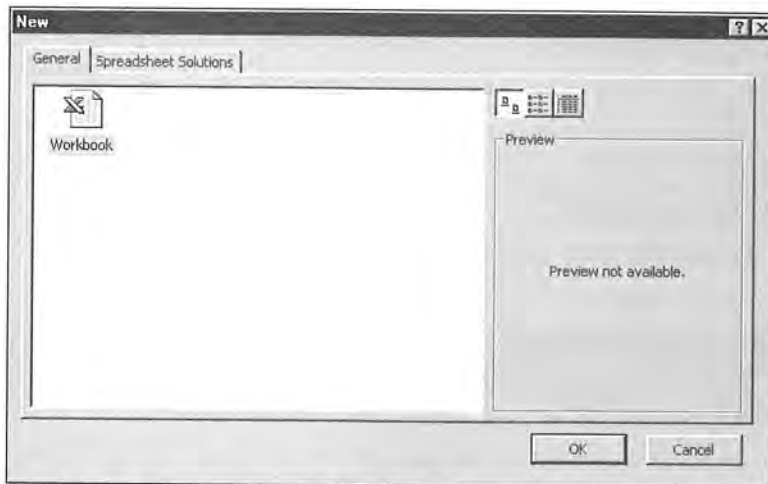 New
General Spreadsheet Solutions
Workbook
Preview
Preview not available.
OK Cancel